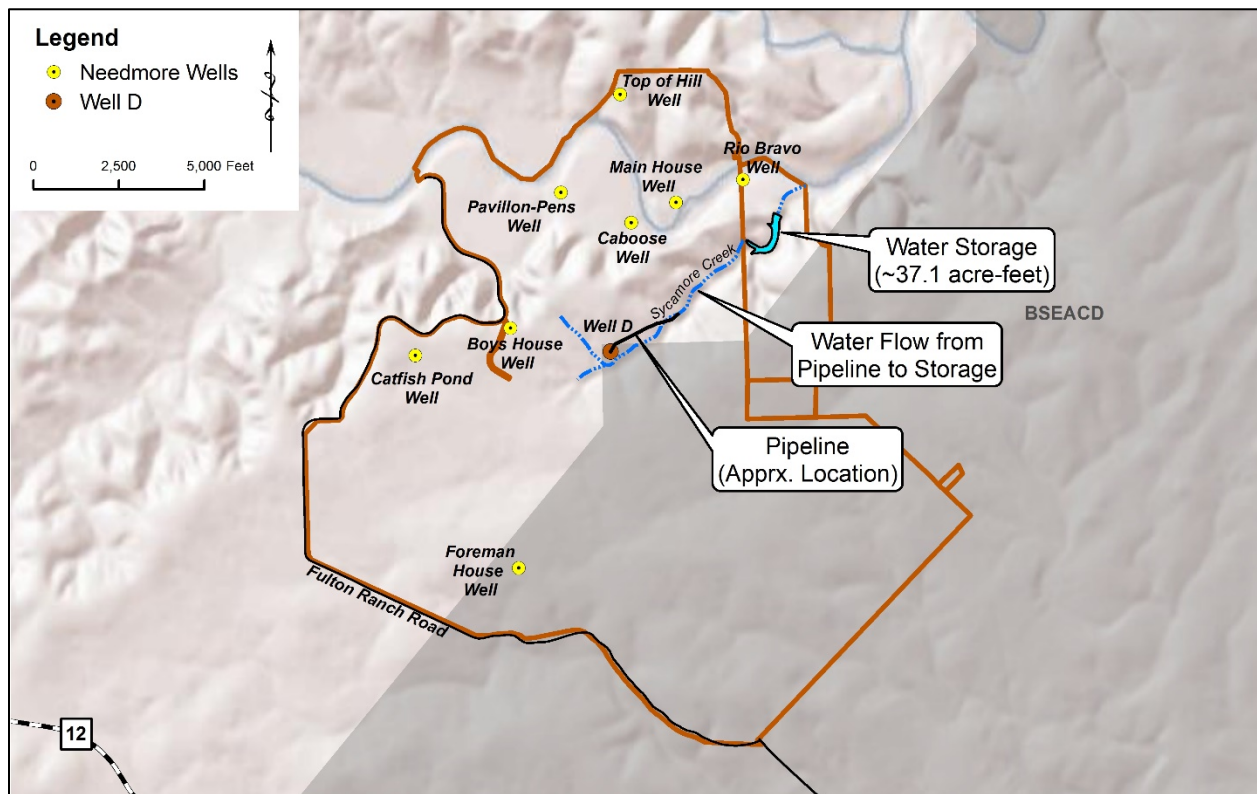 Legend
Needmore Wells
Well D
0 2,500 5,000 Feet
Top of Hill
Well
Rio Bravo
Well
Main House
Well
Pavillon-Pens
Well
Caboose
Well
Water Storage
(~37.1 acre-feet)
Sycamore Creek
BSEACD
Well D
Boys House
Well
Water Flow from
Pipeline to Storage
Catfish Pond
Well
Pipeline
(Apprx. Location)
Foreman
House
Well
Fulton Ranch Road
12